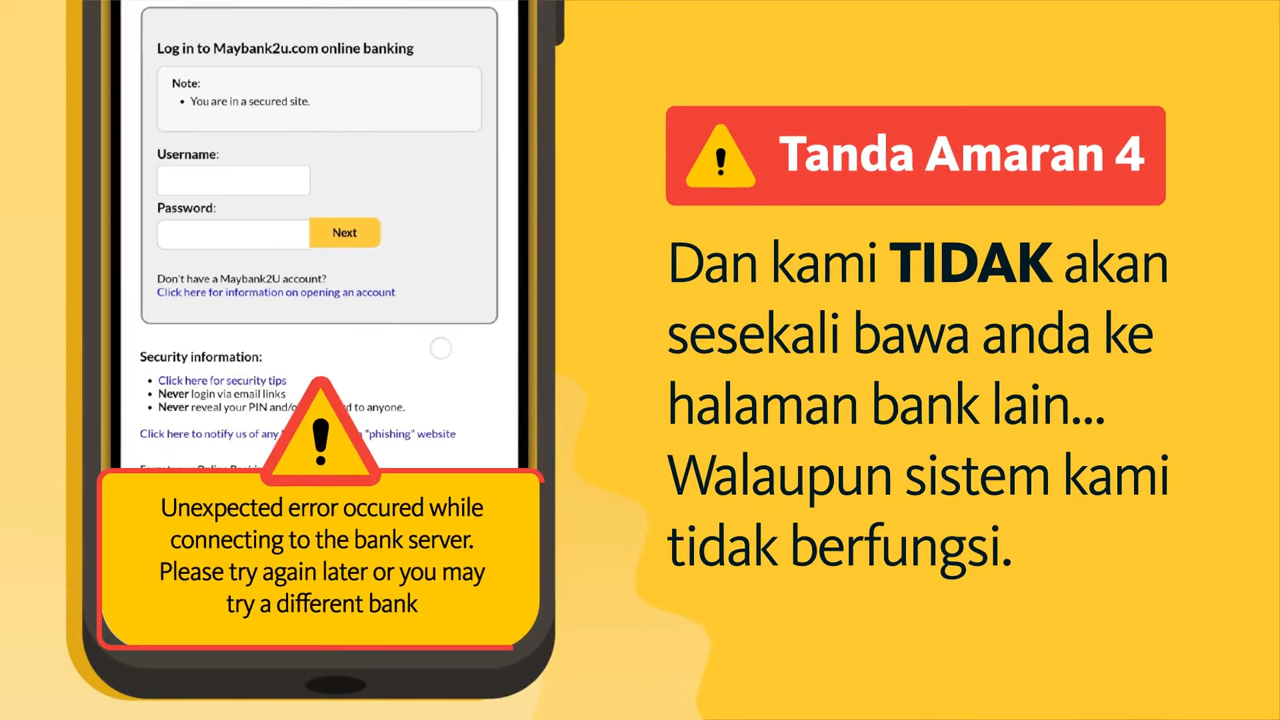 Log in to Maybank2u.com online banking
Note:
• You are in a secured site.
Username:
Password:
Next
Don't have a Maybank2U account?
Click here for information on opening an account
Security information:
• Click here for security tips
• Never login via email links
• Never reveal your PIN and/ d to anyone.
Click here to notify us of any "phishing" website
Unexpected error occured while
connecting to the bank server.
Please try again later or you may
try a different bank
Tanda Amaran 4
Dan kami TIDAK akan
sesekali bawa anda ke
halaman bank lain...
Walaupun sistem kami
tidak berfungsi.